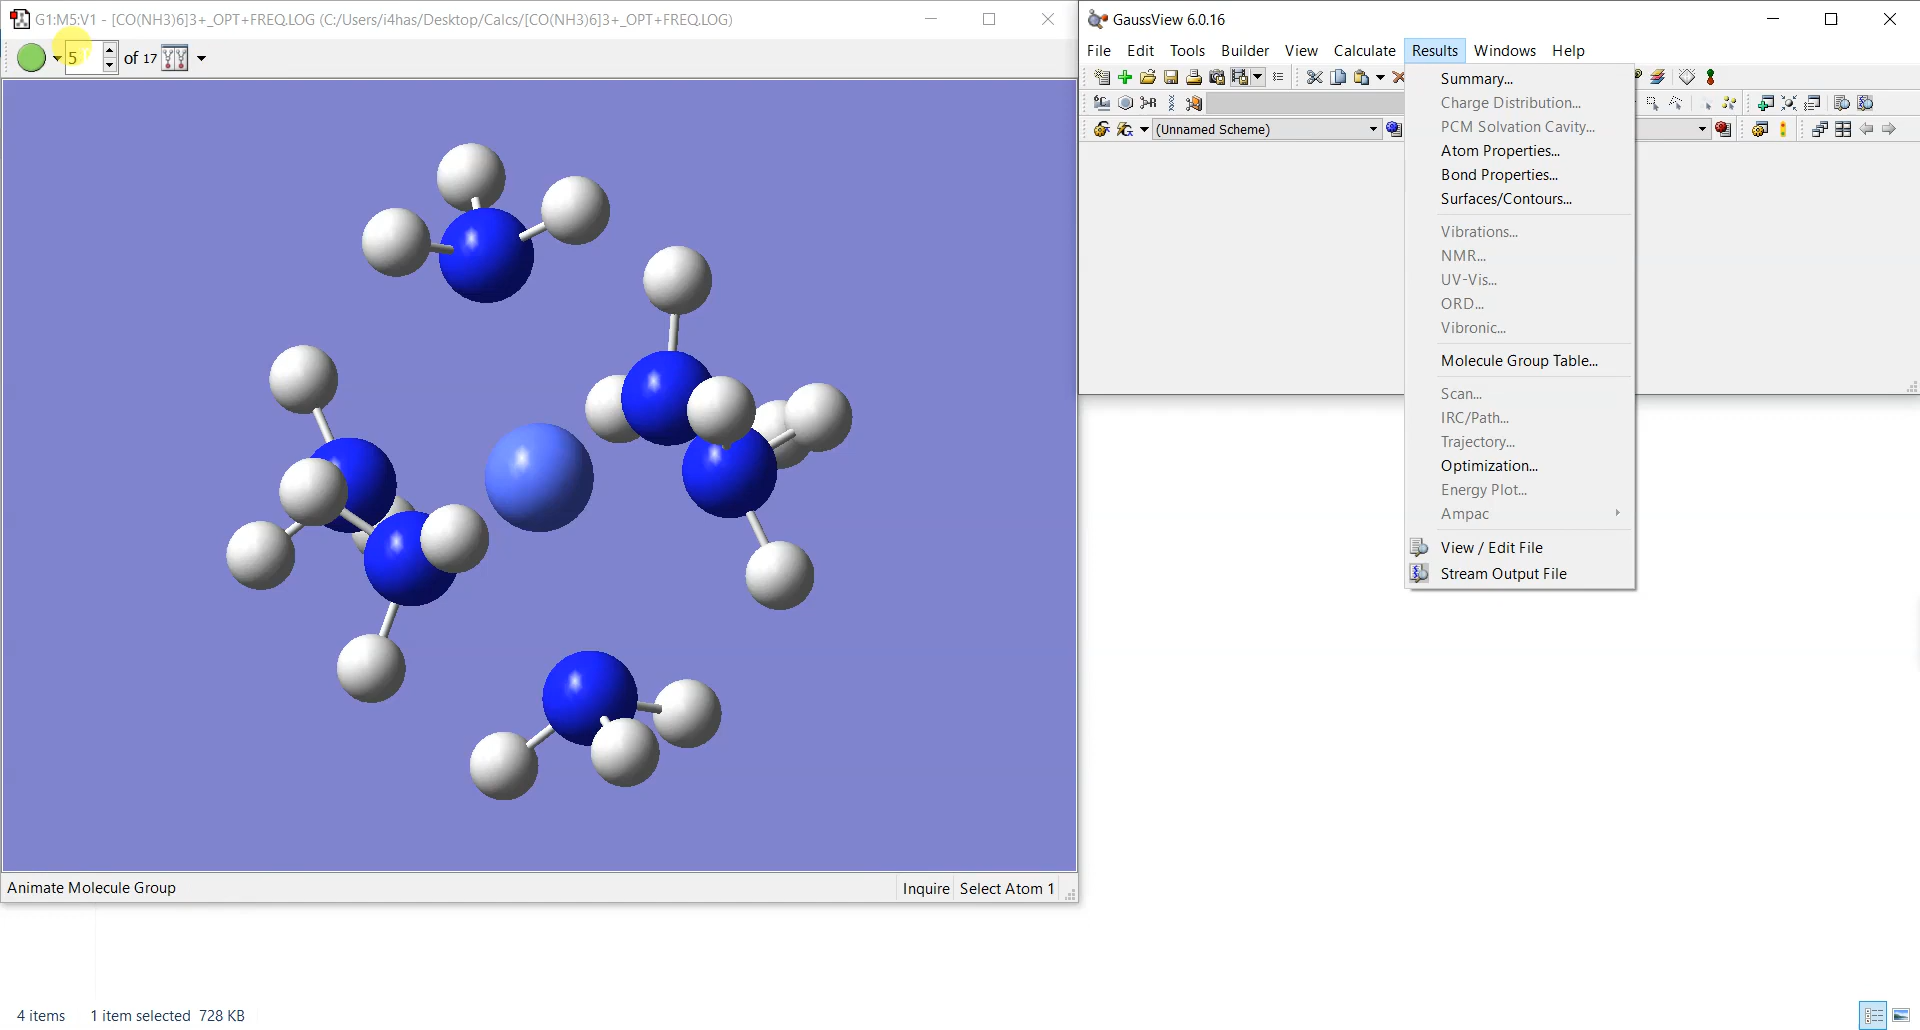 G1:M5:V1 - [CO(NH3)6]3+_OPT+FREQ.LOG (C:/Users/i4has/Desktop/Calcs/[CO(NH3)6]3+_OPT+FREQ.LOG)
5 of 17
Animate Molecule Group
Inquire Select Atom 1
GaussView 6.0.16
File Edit Tools Builder View Calculate Results Windows Help
(Unnamed Scheme)
Summary...
Charge Distribution...
PCM Solvation Cavity...
Atom Properties...
Bond Properties...
Surfaces/Contours...
Vibrations...
NMR...
UV-Vis...
ORD...
Vibronic...
Molecule Group Table...
Scan...
IRC/Path...
Trajectory...
Optimization...
Energy Plot...
Ampac
View / Edit File
Stream Output File
4 items 1 item selected 728 KB